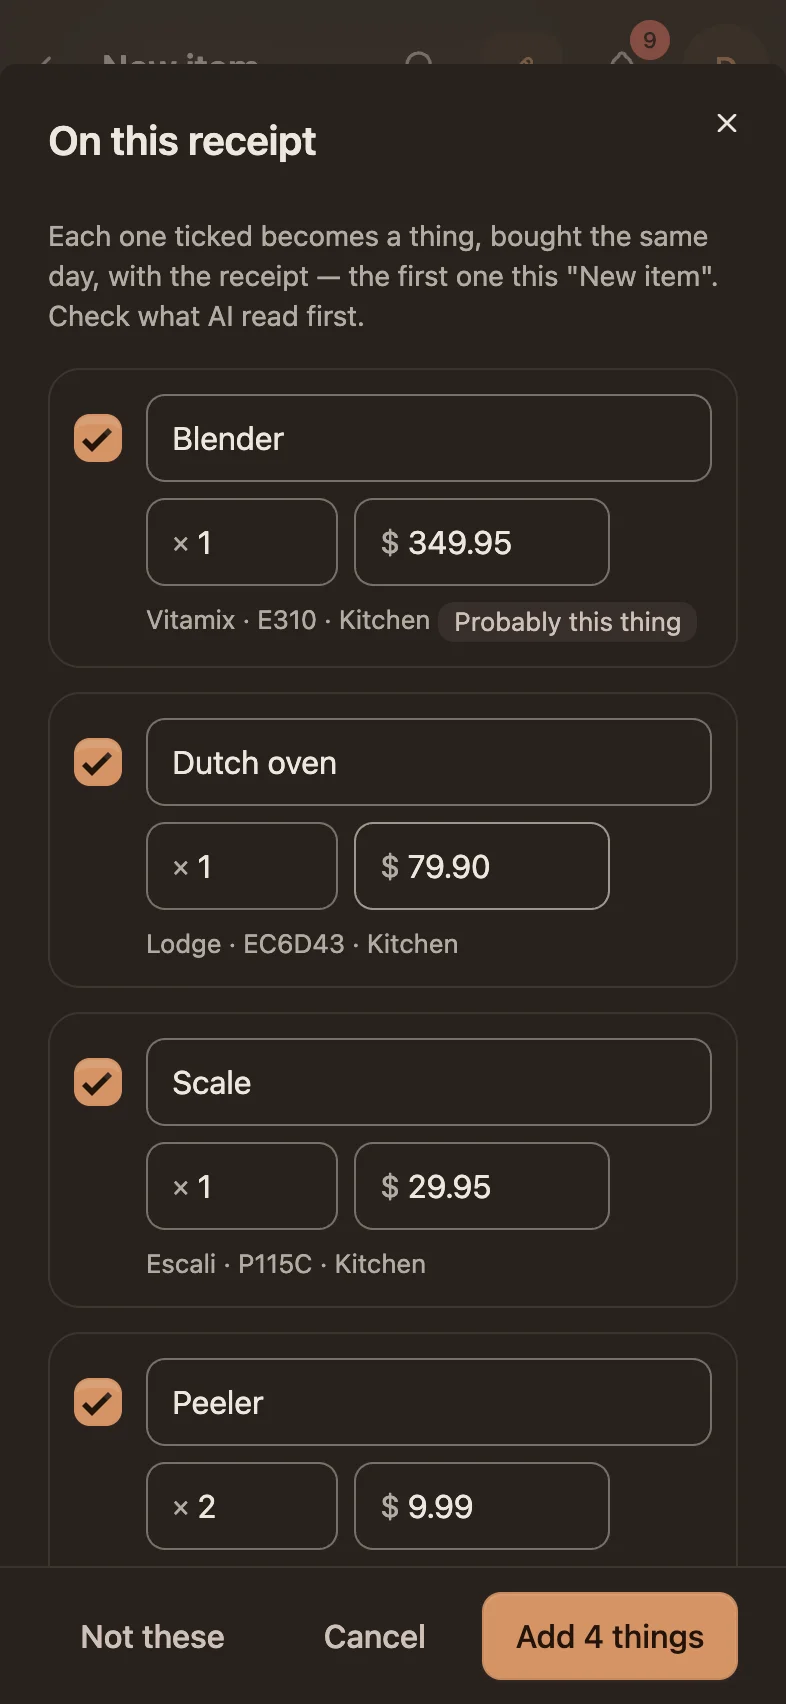 New item
9
On this receipt
Each one ticked becomes a thing, bought the same
day, with the receipt — the first one this "New item".
Check what AI read first.
Blender
× 1
$ 349.95
Vitamix · E310 · Kitchen Probably this thing
Dutch oven
× 1
$ 79.90
Lodge · EC6D43 · Kitchen
Scale
× 1
$ 29.95
Escali · P115C · Kitchen
Peeler
× 2
$ 9.99
Not these
Cancel
Add 4 things